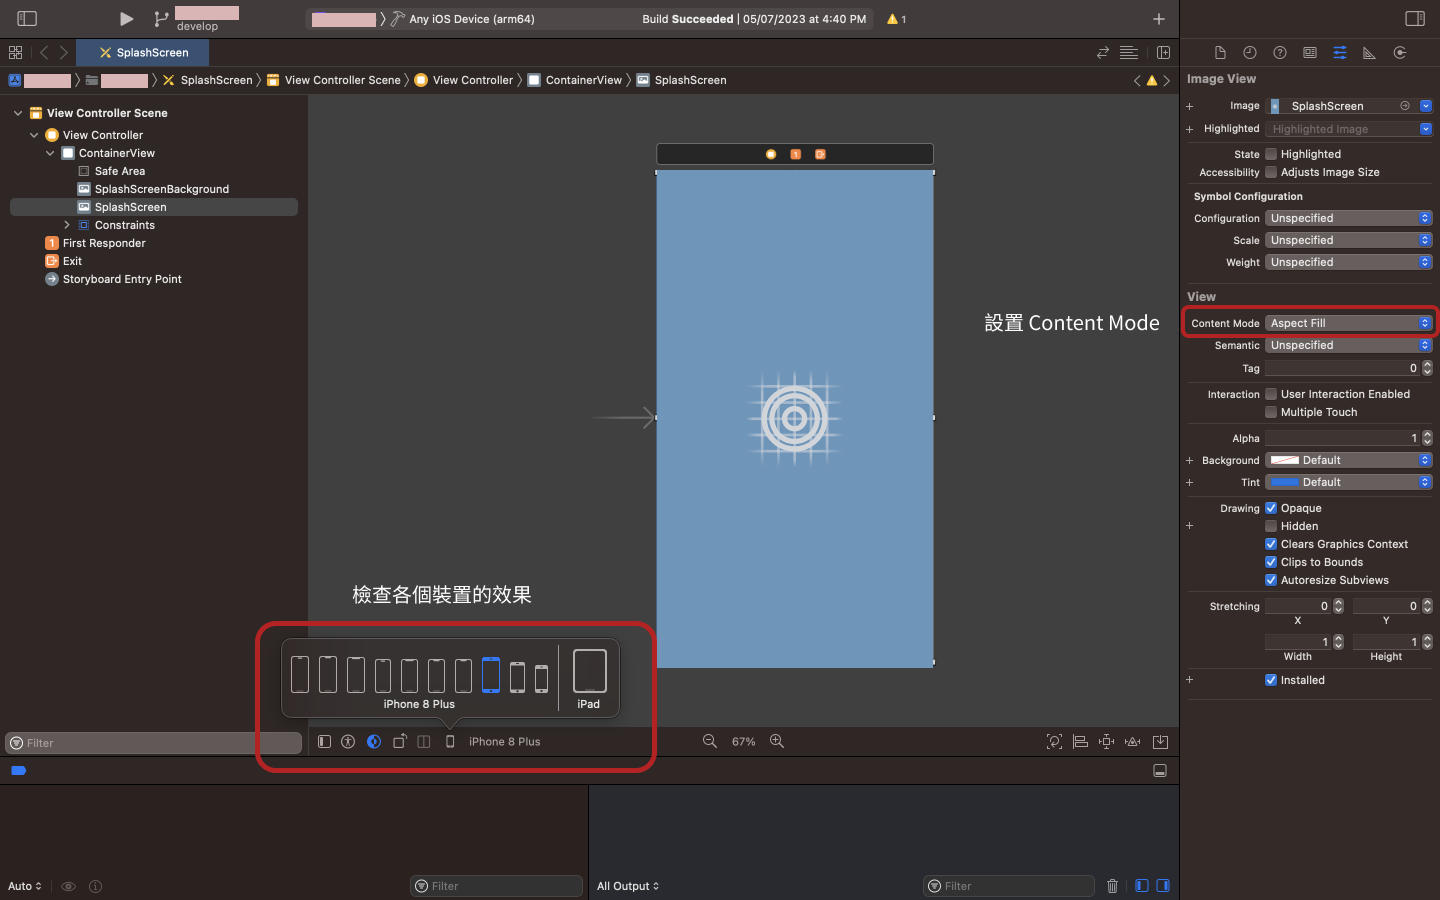 develop
Any iOS Device (arm64)
Build Succeeded | 05/07/2023 at 4:40 PM
1
SplashScreen
SplashScreen
View Controller Scene
View Controller
ContainerView
SplashScreen
View Controller Scene
View Controller
ContainerView
Safe Area
SplashScreenBackground
SplashScreen
Constraints
1 First Responder
Exit
Storyboard Entry Point
Filter
1
設置 Content Mode
檢查各個裝置的效果
iPhone 8 Plus
iPad
iPhone 8 Plus
67%
Image View
Image SplashScreen
Highlighted Highlighted Image
State Highlighted
Accessibility Adjusts Image Size
Symbol Configuration
Configuration Unspecified
Scale Unspecified
Weight Unspecified
View
Content Mode Aspect Fill
Semantic Unspecified
Tag 0
Interaction User Interaction Enabled
Multiple Touch
Alpha 1
Background Default
Tint Default
Drawing Opaque
Hidden
Clears Graphics Context
Clips to Bounds
Autoresize Subviews
Stretching 0 0
X Y
1 1
Width Height
Installed
Auto
Filter
All Output
Filter